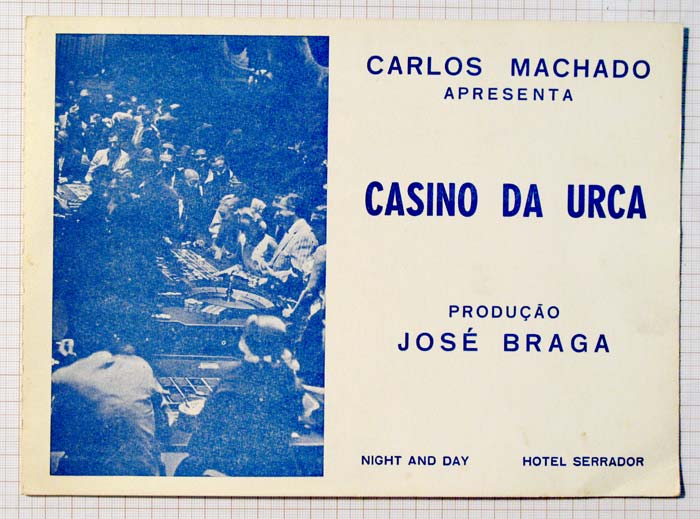 CARLOS MACHADO
APRESENTA
CASINO DA URCA
PRODUÇÃO
JOSÉ BRAGA
NIGHT AND DAY HOTEL SERRADOR